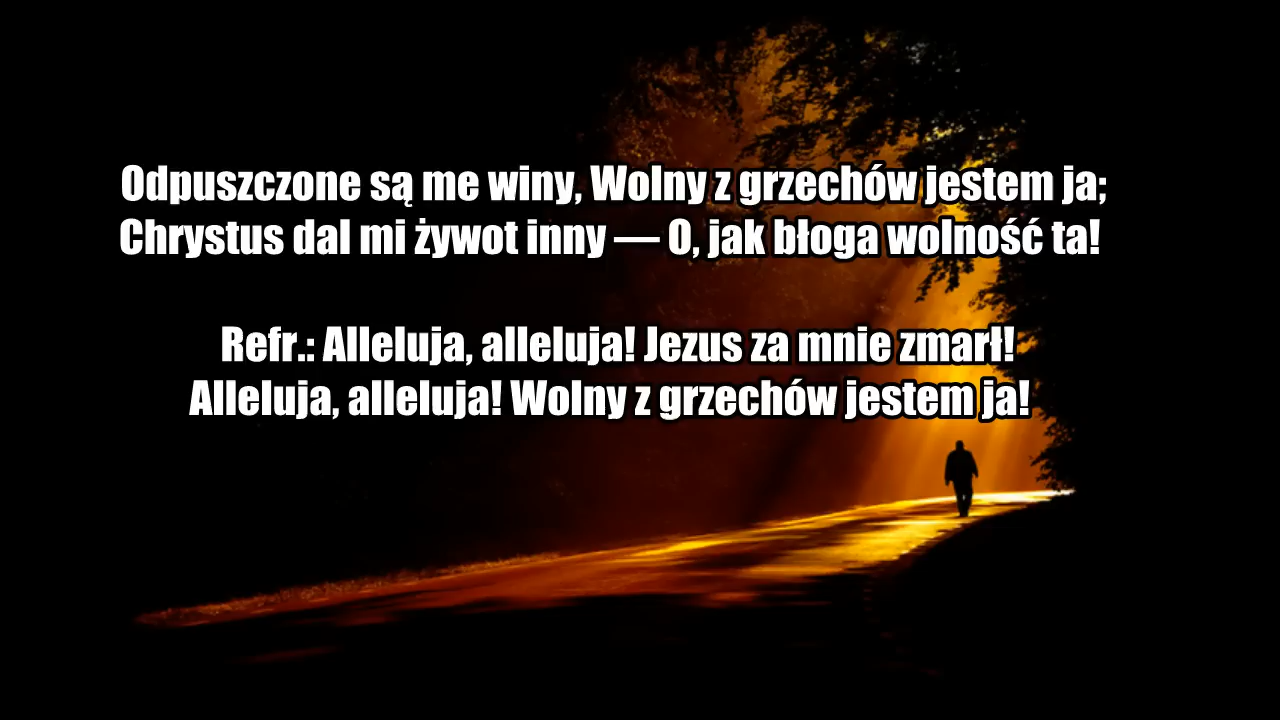 Odpuszczone są me winy, Wolny z grzechów jestem ja;
Chrystus dal mi żywot inny — O, jak błoga wolność ta!
Refr.: Alleluja, alleluja! Jezus za mnie zmarł!
Alleluja, alleluja! Wolny z grzechów jestem ja!